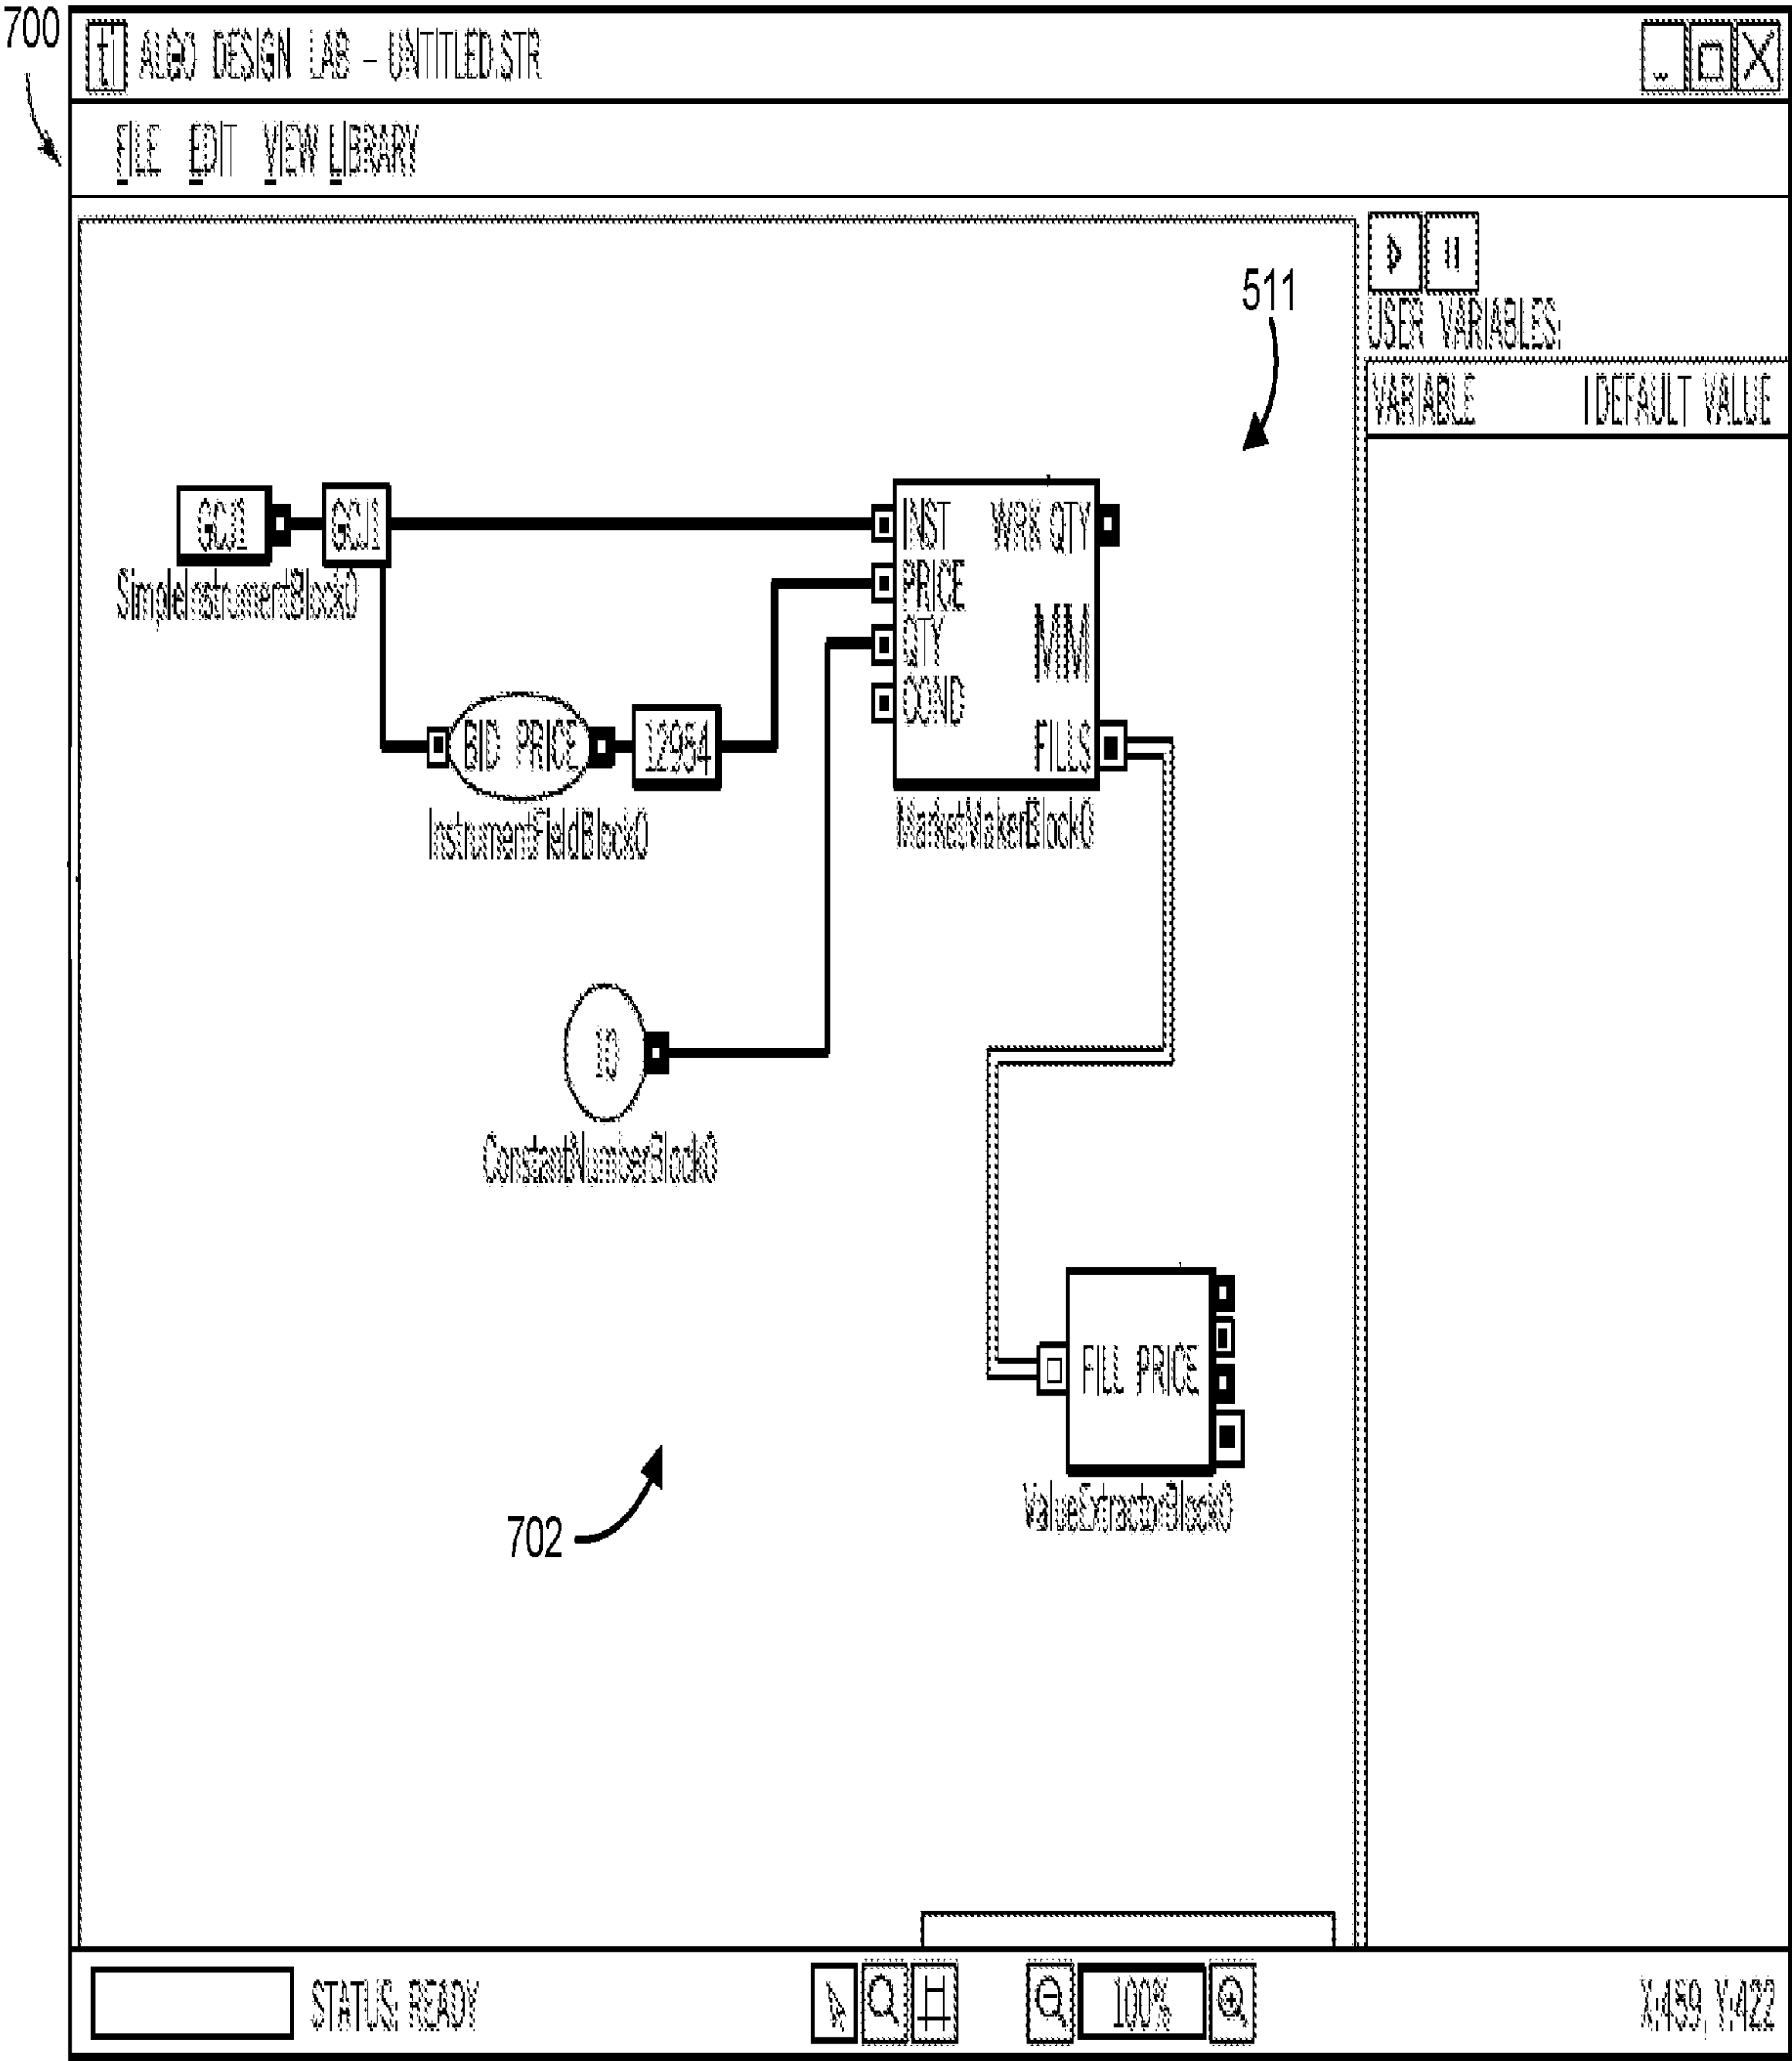 700
ti ALGO DESIGN LAB - UNTITLED.STR
FILE EDIT VIEW LIBRARY
511
USER VARIABLES:
VARIABLE | DEFAULT VALUE
GCJ1 GCJ1
SimpleInstrumentBlock0
INST WRK QTY
PRICE
QTY MM
COND
FILLS
BID PRICE 12984
InstrumentFieldBlock0
MarketMakerBlock0
10
ConstantNumberBlock0
FILL PRICE
ValueExtractorBlock0
702
STATUS: READY 100% X:459, Y:422